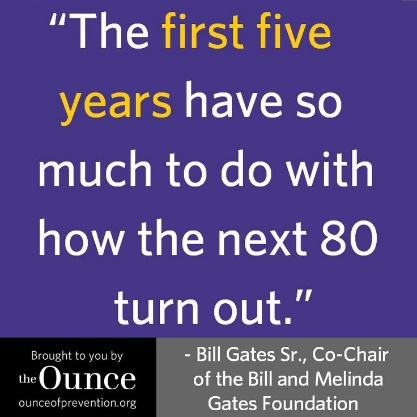 “The first five
years have so
much to do with
how the next 80
turn out.”
Brought to you by
the Ounce
ounceofprevention.org
- Bill Gates Sr., Co-Chair
of the Bill and Melinda
Gates Foundation